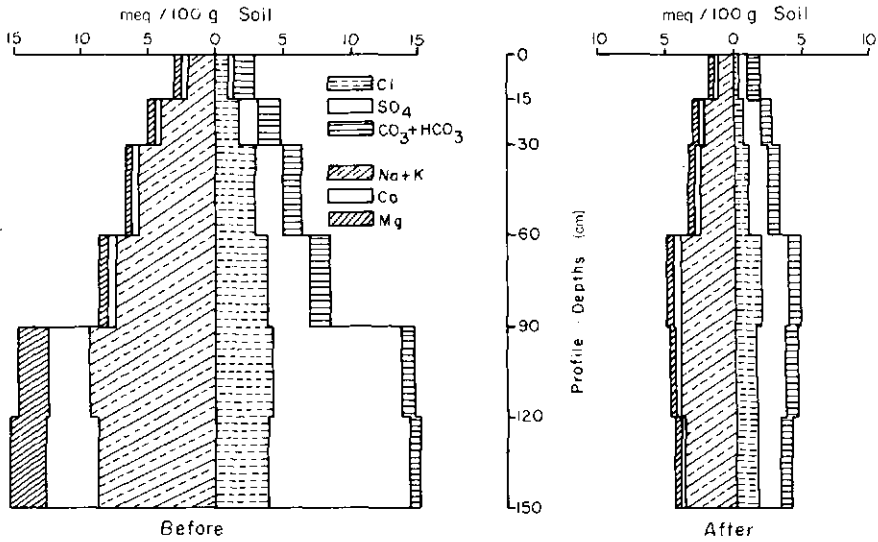 meq / 100 g Soil
15 10 5 0 5 10 15
Cl
SO4
CO3+HCO3
Na+K
Ca
Mg
Before
0
15
30
60
90
120
150
Profile - Depths (cm)
meq / 100 g Soil
10 5 0 5 10
After